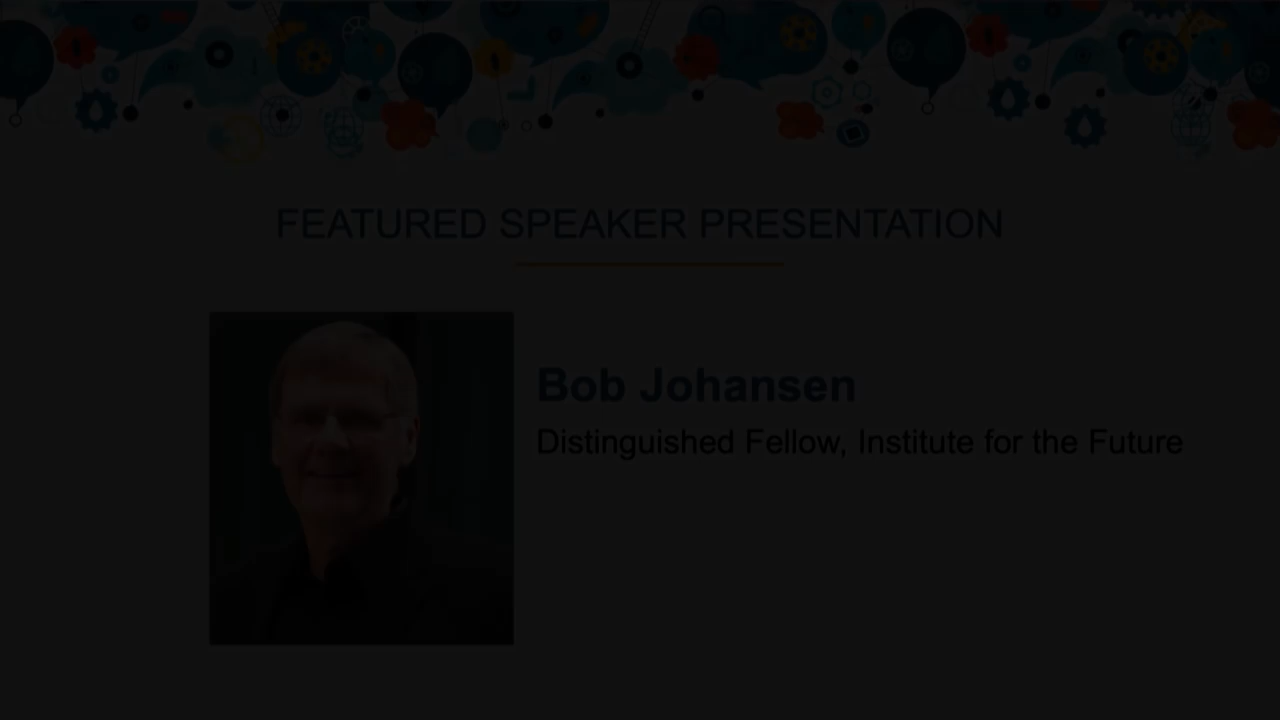 FEATURED SPEAKER PRESENTATION
Bob Johansen
Distinguished Fellow, Institute for the Future